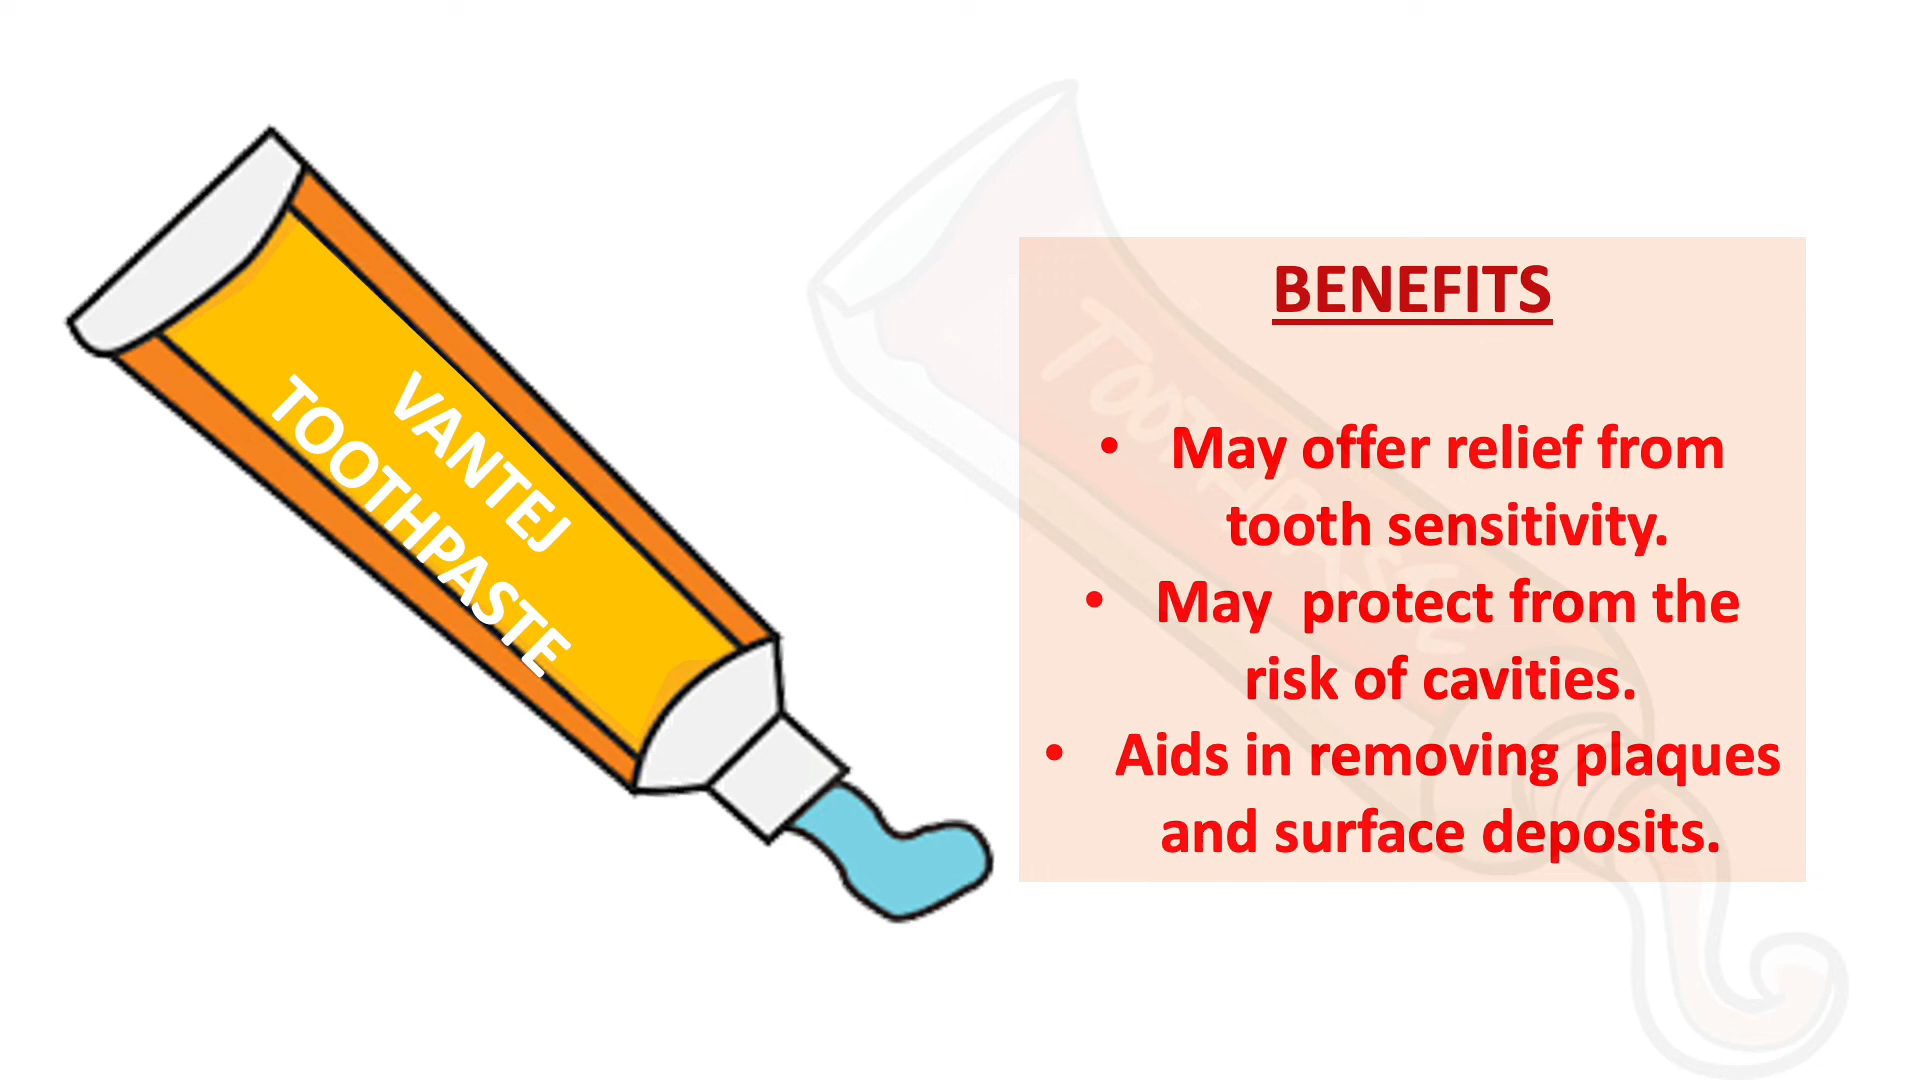 VANTEJ
TOOTHPASTE
TOOTHPASTE
BENEFITS
• May offer relief from
tooth sensitivity.
• May  protect from the
risk of cavities.
• Aids in removing plaques
and surface deposits.